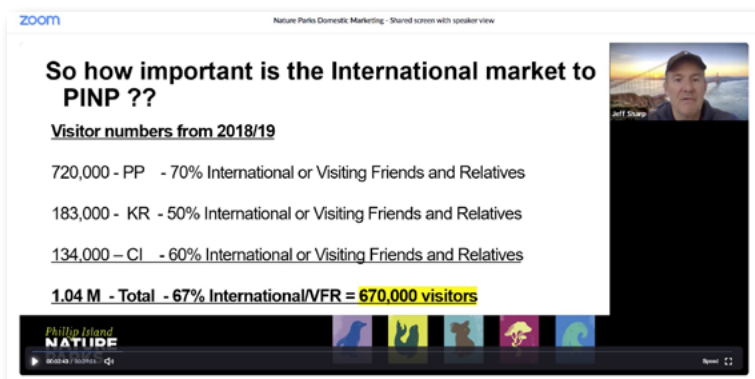 zoom
Nature Parks Domestic Marketing - Shared screen with speaker view
So how important is the International market to
PINP ??
Visitor numbers from 2018/19
720,000 - PP - 70% International or Visiting Friends and Relatives
183,000 - KR - 50% International or Visiting Friends and Relatives
134,000 – CI - 60% International or Visiting Friends and Relatives
1.04 M - Total - 67% International/VFR = 670,000 visitors
Jeff Sharp
Phillip Island
NATURE
PARKS
Speed